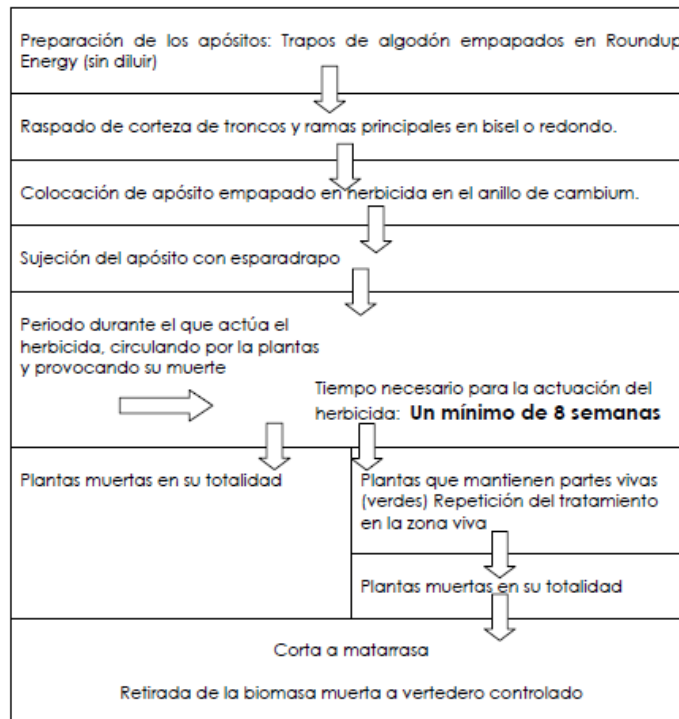 Preparación de los apósitos: Trapos de algodón empapados en Roundup
Energy (sin diluir)
Raspado de corteza de troncos y ramas principales en bisel o redondo.
Colocación de apósito empapado en herbicida en el anillo de cambium.
Sujeción del apósito con esparadrapo
Periodo durante el que actúa el
herbicida, circulando por la plantas
y provocando su muerte
Tiempo necesario para la actuación del
herbicida: Un mínimo de 8 semanas
Plantas muertas en su totalidad
Plantas que mantienen partes vivas
(verdes) Repetición del tratamiento
en la zona viva
Plantas muertas en su totalidad
Corta a matarrasa
Retirada de la biomasa muerta a vertedero controlado